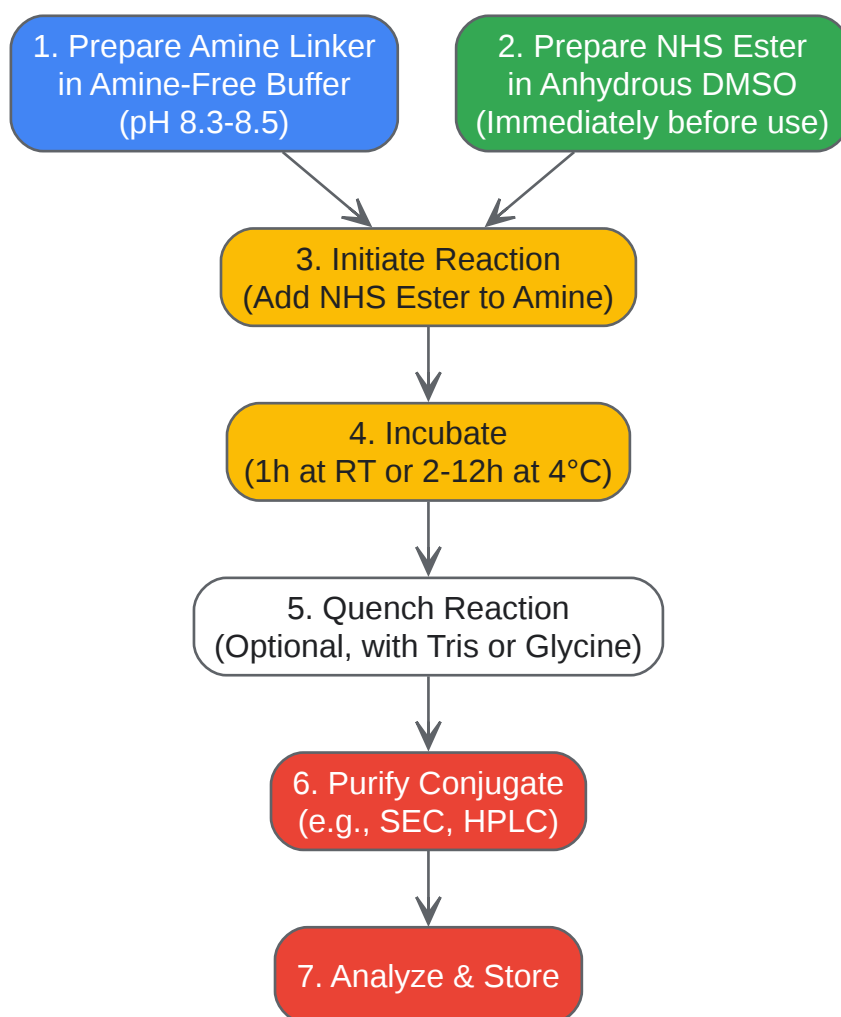 1. Prepare Amine Linker
in Amine-Free Buffer
(pH 8.3-8.5)
2. Prepare NHS Ester
in Anhydrous DMSO
(Immediately before use)
3. Initiate Reaction
(Add NHS Ester to Amine)
4. Incubate
(1h at RT or 2-12h at 4°C)
5. Quench Reaction
(Optional, with Tris or Glycine)
6. Purify Conjugate
(e.g., SEC, HPLC)
7. Analyze & Store